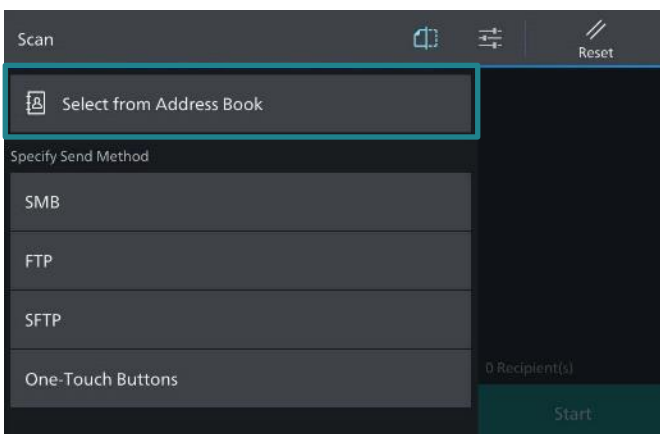 Scan
Reset
Select from Address Book
Specify Send Method
SMB
FTP
SFTP
One-Touch Buttons
0 Recipient(s)
Start